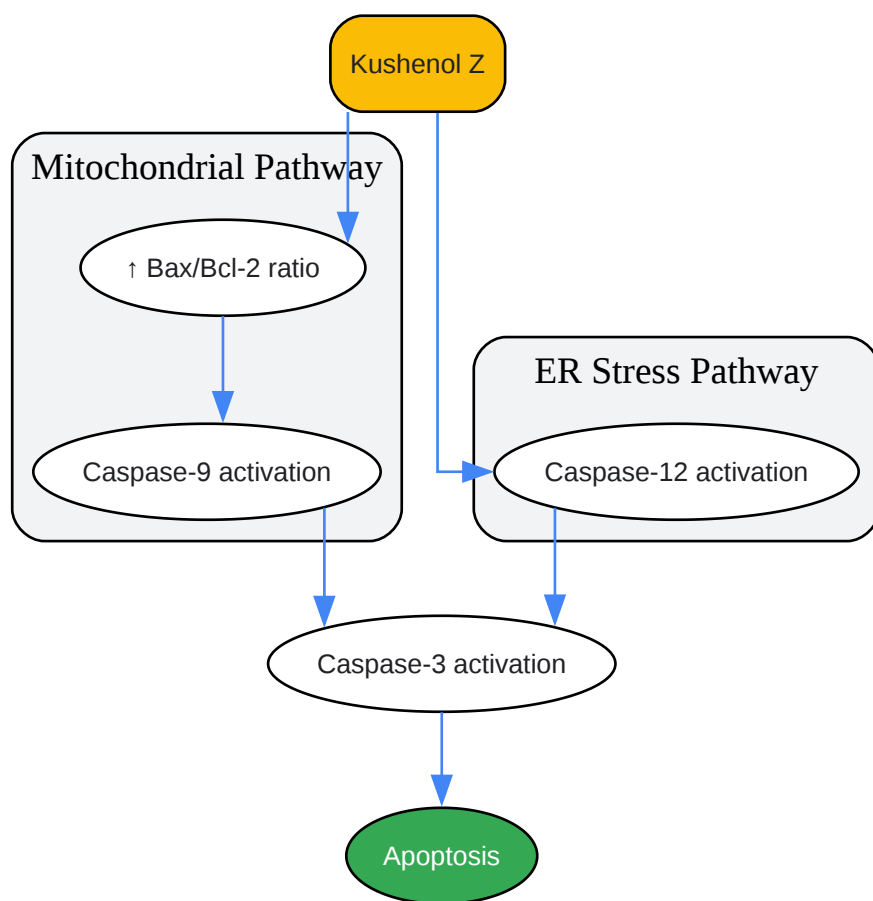 Kushenol Z
Mitochondrial Pathway
↑ Bax/Bcl-2 ratio
ER Stress Pathway
Caspase-9 activation
Caspase-12 activation
Caspase-3 activation
Apoptosis